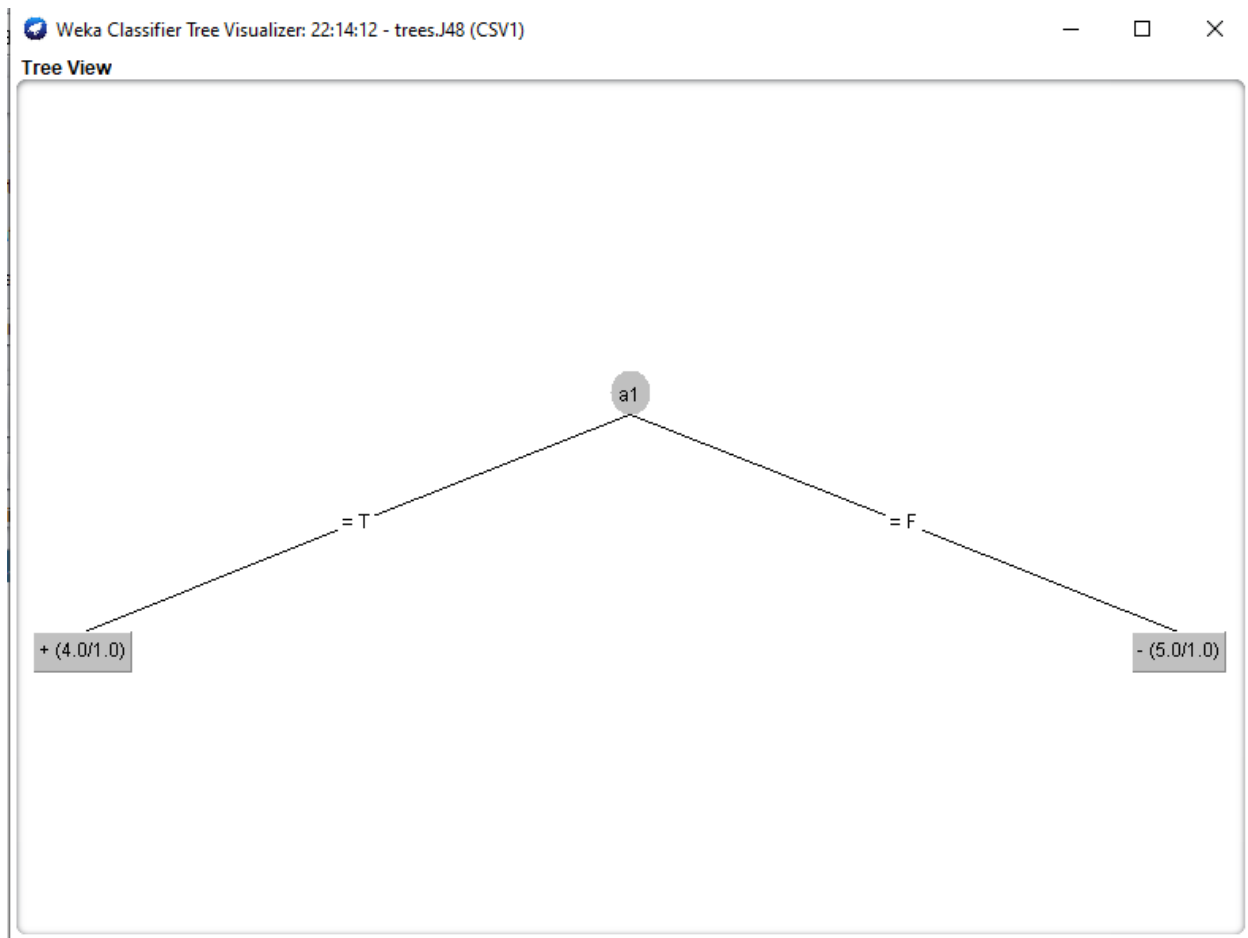 Weka Classifier Tree Visualizer: 22:14:12 - trees.J48 (CSV1)
Tree View
a1
= T
= F
+ (4.0/1.0)
- (5.0/1.0)